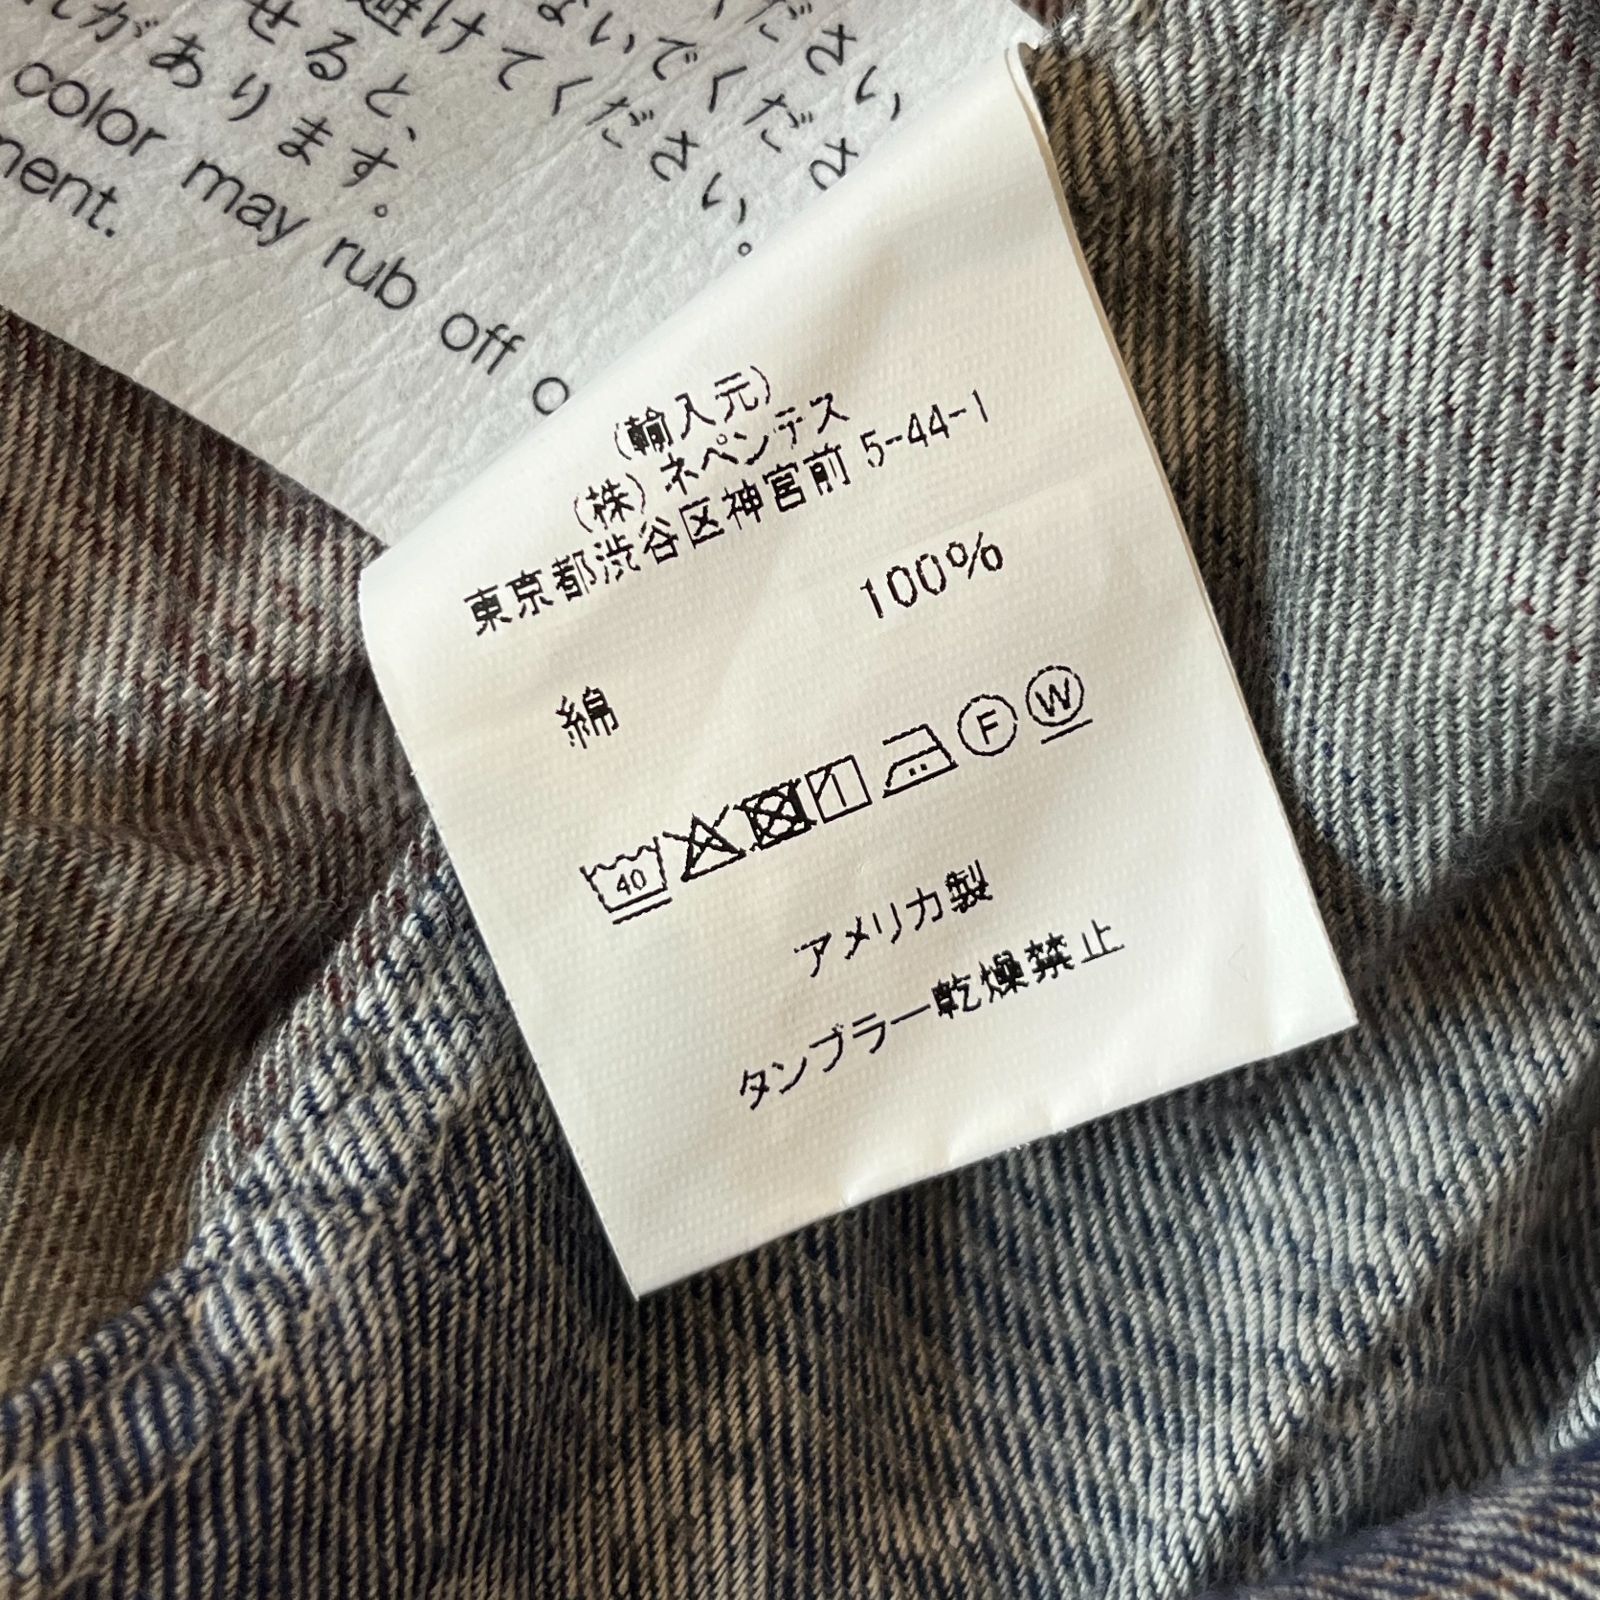 ださい
ないでくださ
避けてください。
せると、
があります。
color may rub off o
ment.
(輸入元)
(株)ネペンテス
東京都渋谷区神宮前 5-44-1
綿 100%
40 F W
アメリカ製
タンブラー乾燥禁止